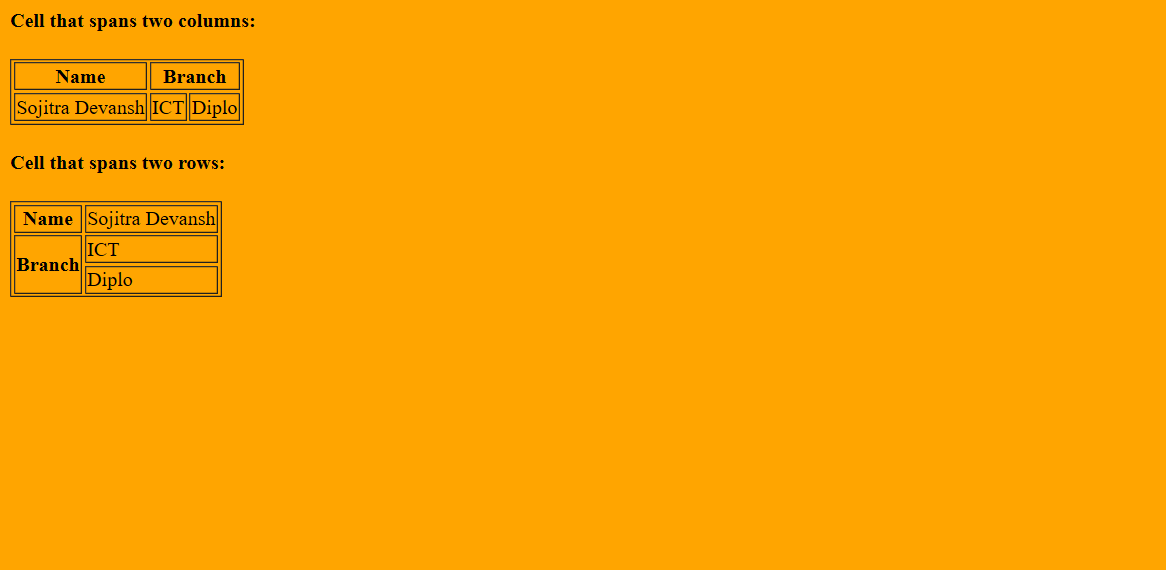 Cell that spans two columns:
Name Branch
Sojitra Devansh ICT Diplo
Cell that spans two rows:
Name Sojitra Devansh
Branch ICT
Diplo